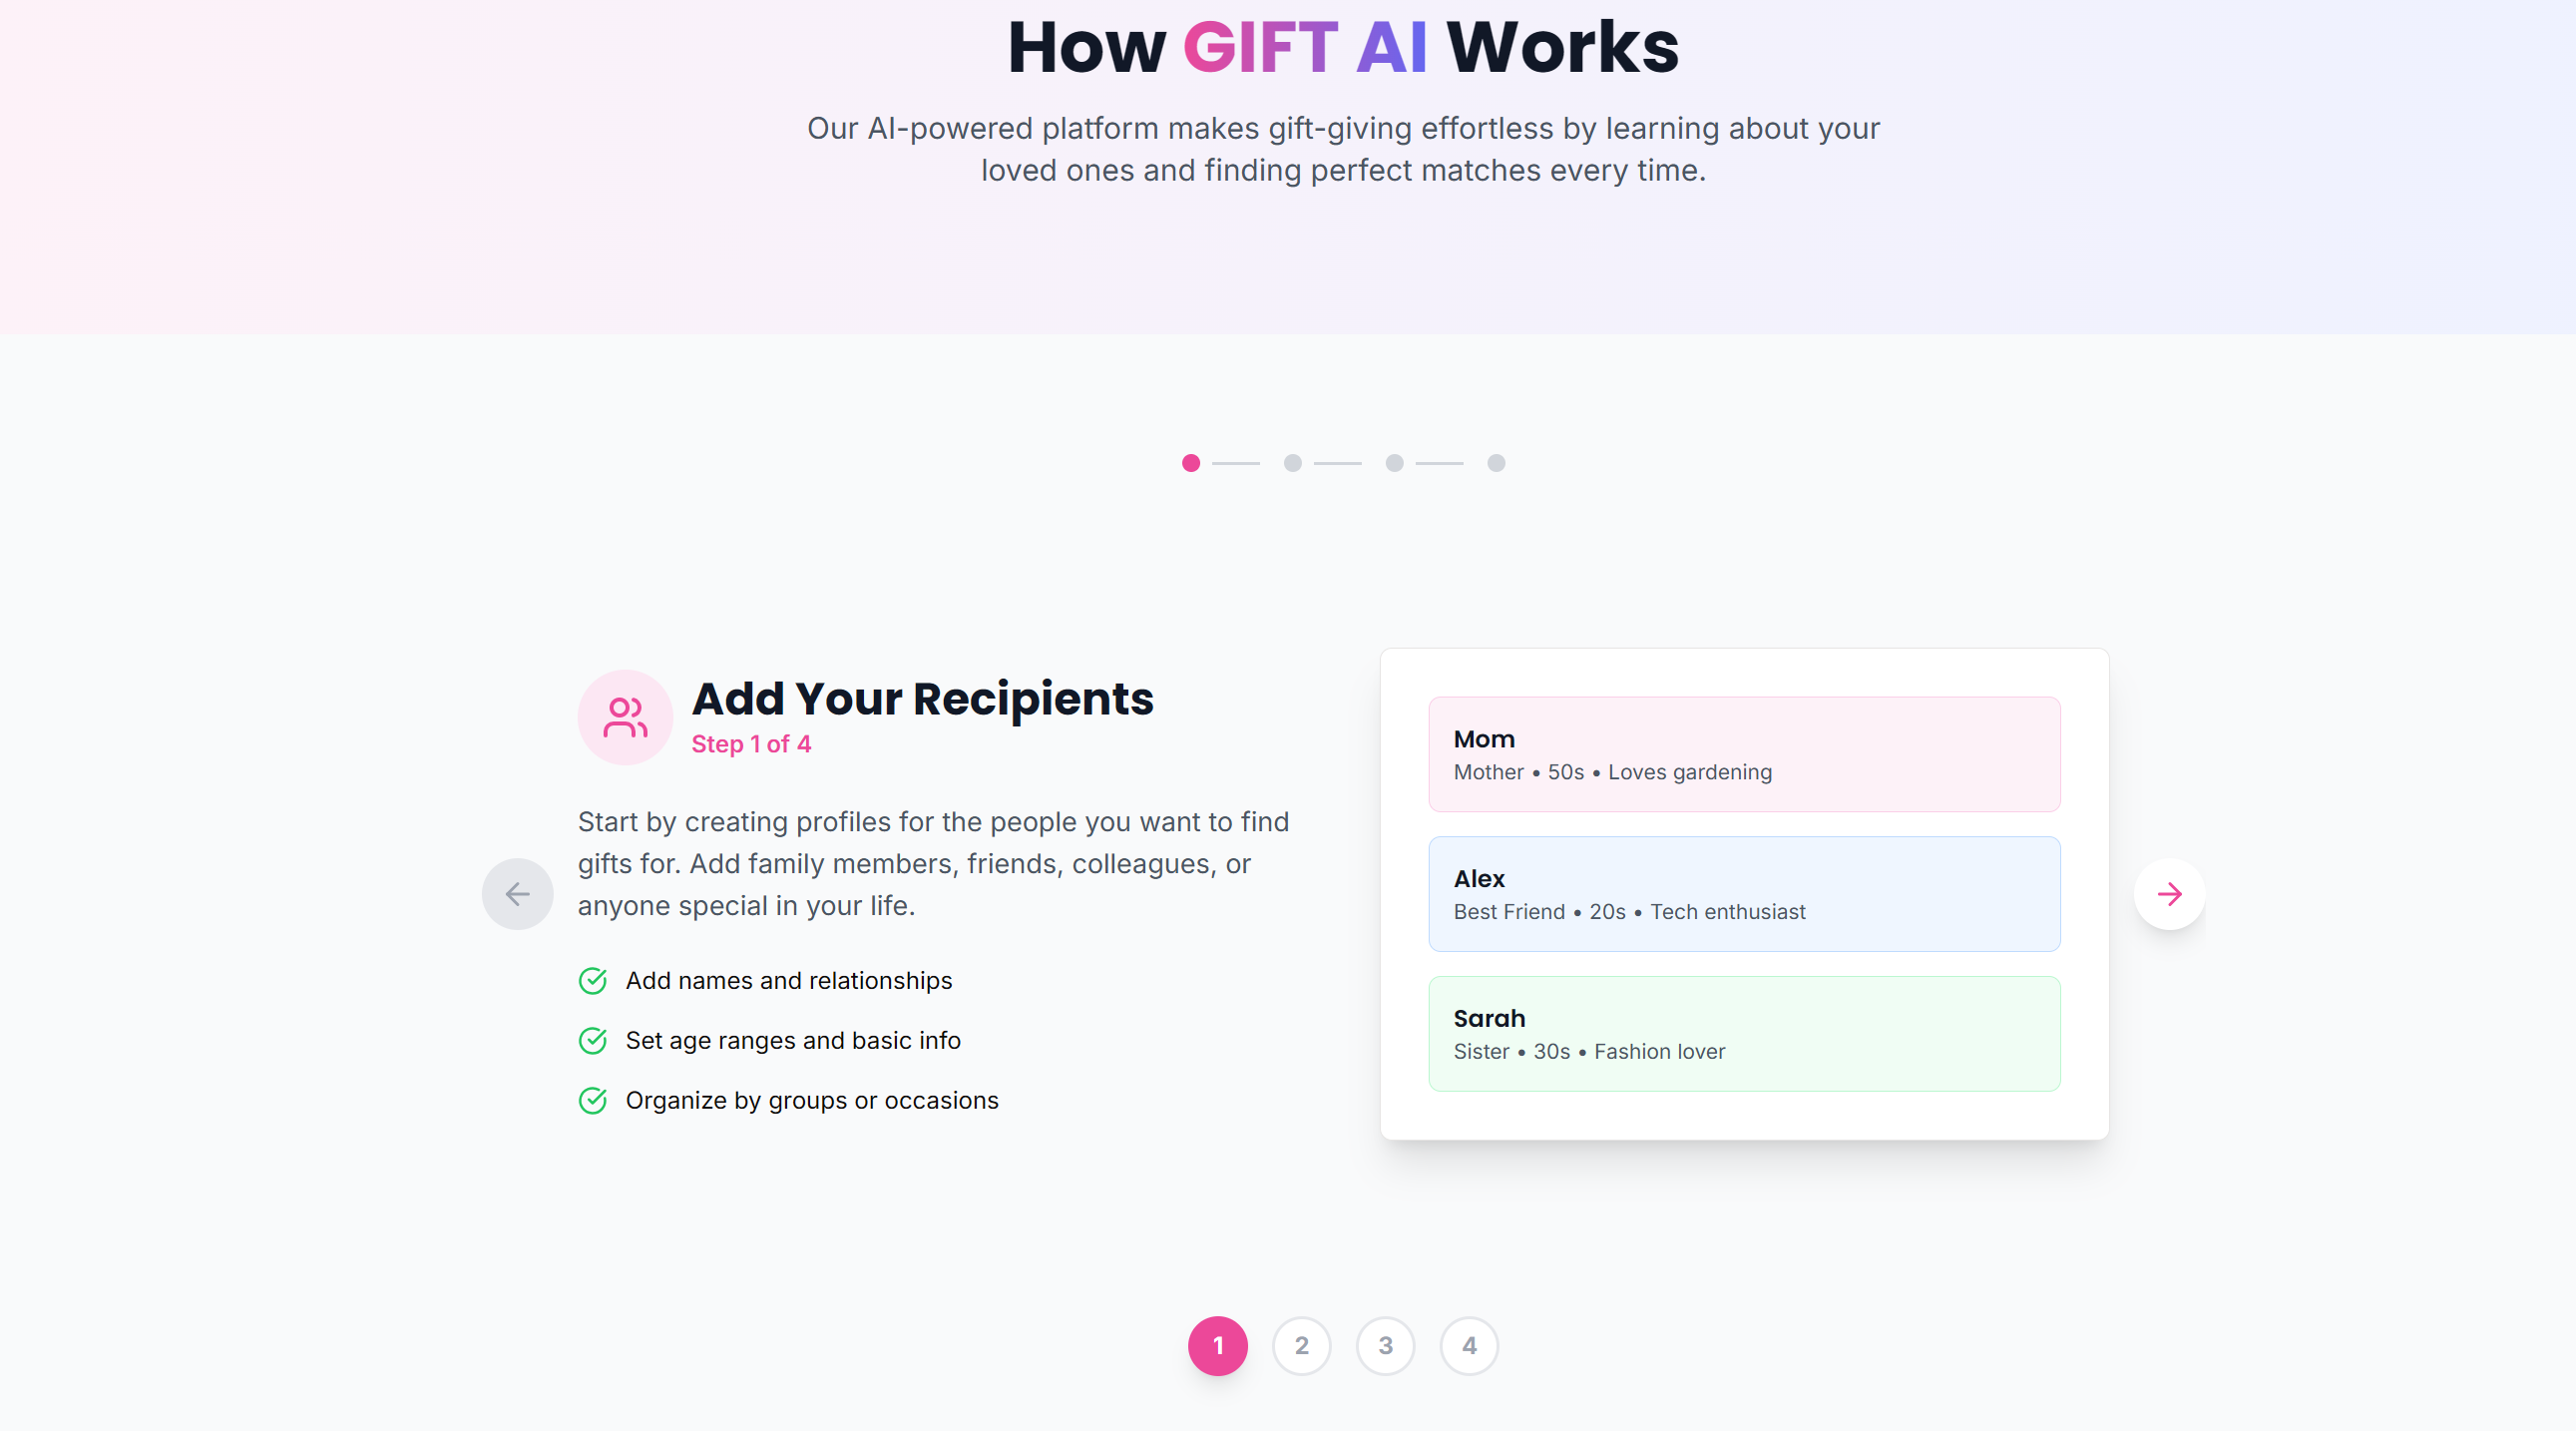 How GIFT AI Works
Our AI-powered platform makes gift-giving effortless by learning about your
loved ones and finding perfect matches every time.
Add Your Recipients
Step 1 of 4
Start by creating profiles for the people you want to find
gifts for. Add family members, friends, colleagues, or
anyone special in your life.
Add names and relationships
Set age ranges and basic info
Organize by groups or occasions
Mom
Mother • 50s • Loves gardening
Alex
Best Friend • 20s • Tech enthusiast
Sarah
Sister • 30s • Fashion lover
1 2 3 4